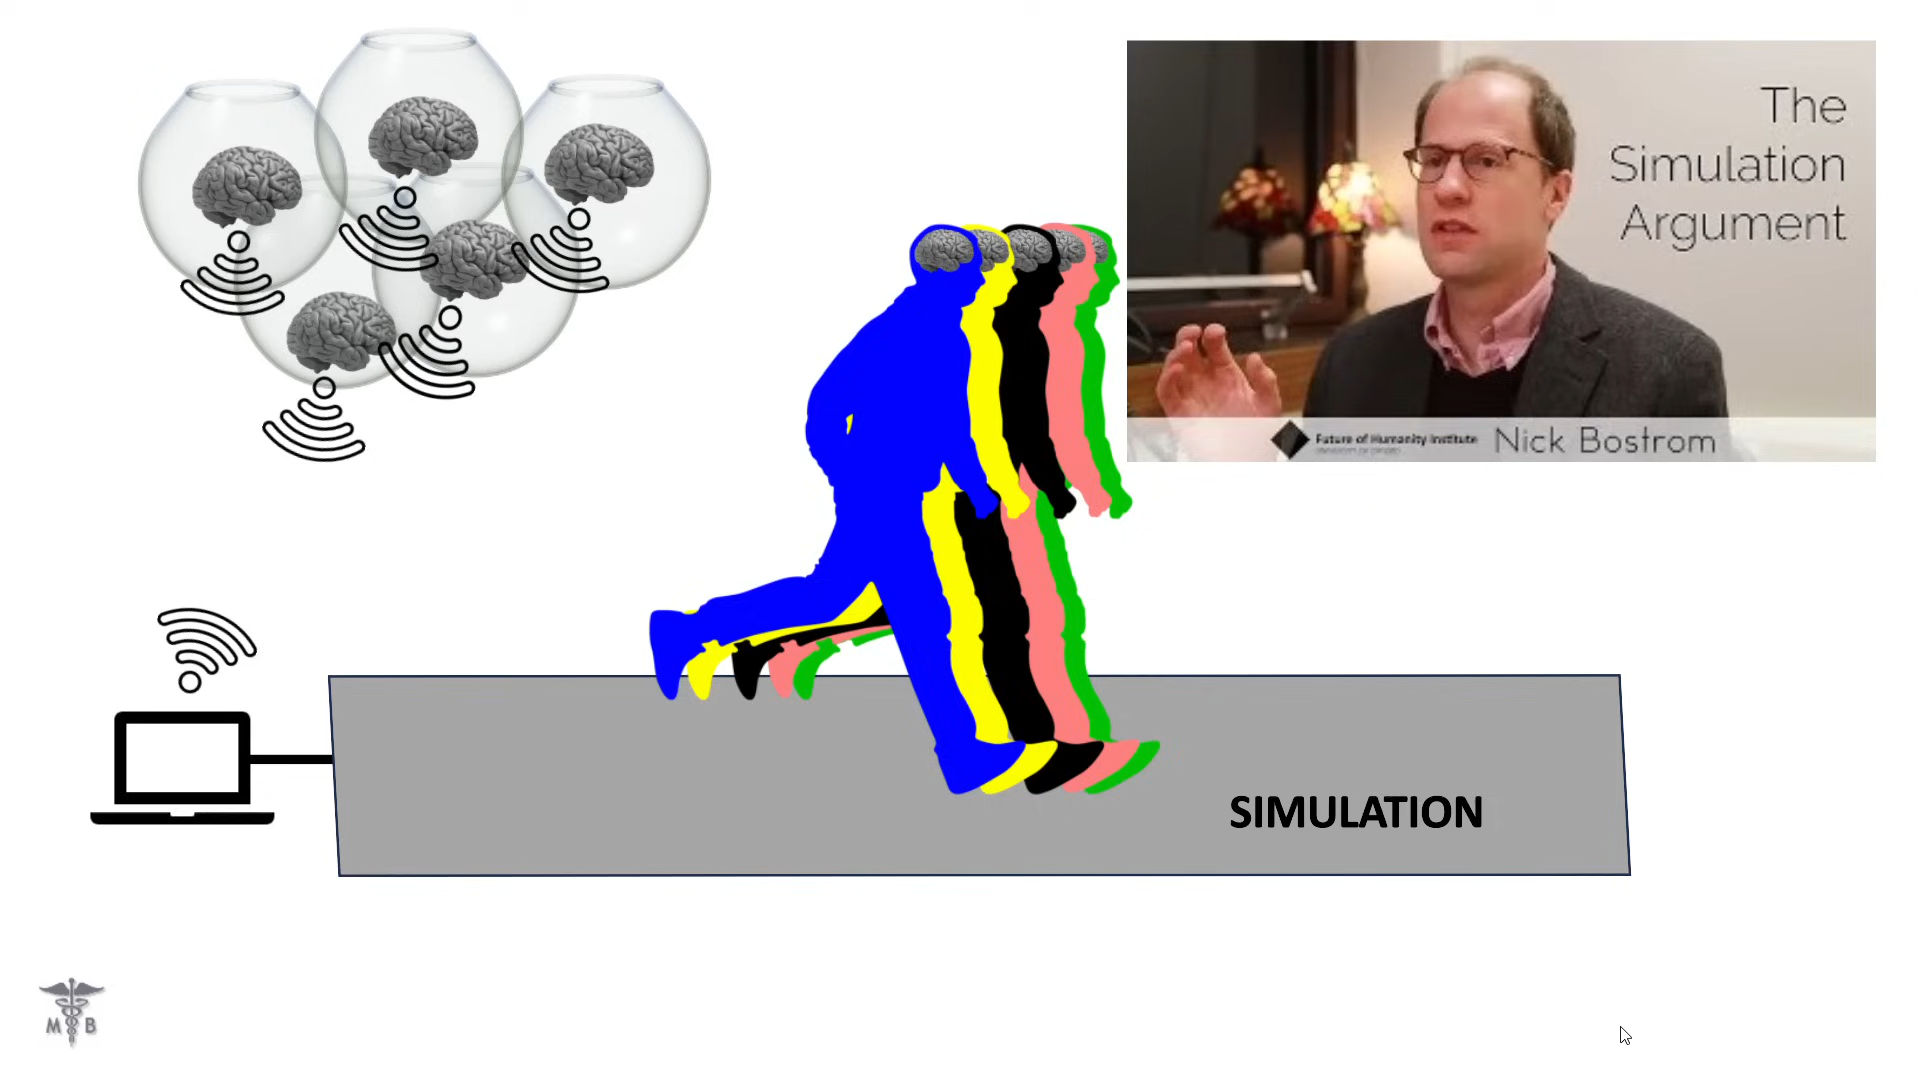 The
Simulation
Argument
Future of Humanity Institute
Nick Bostrom
SIMULATION
M B